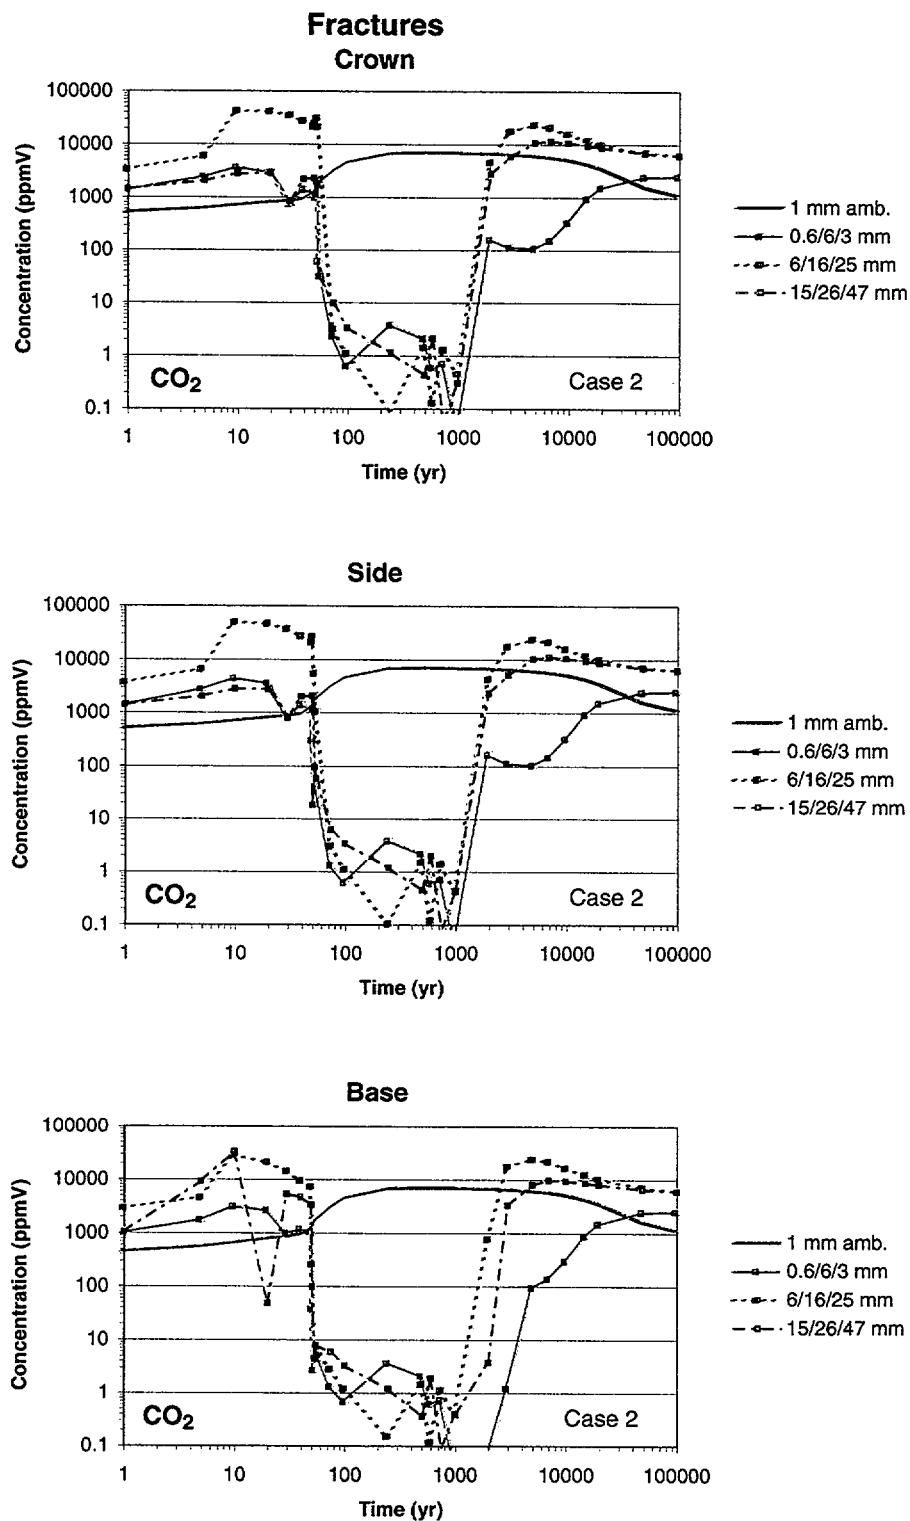 Fractures
Crown
100000
10000
1000
100
10
1
0.1
Concentration (ppmV)
CO2
Case 2
1 10 100 1000 10000 100000
Time (yr)
1 mm amb.
0.6/6/3 mm
6/16/25 mm
15/26/47 mm
Side
100000
10000
1000
100
10
1
0.1
Concentration (ppmV)
CO2
Case 2
1 10 100 1000 10000 100000
Time (yr)
1 mm amb.
0.6/6/3 mm
6/16/25 mm
15/26/47 mm
Base
100000
10000
1000
100
10
1
0.1
Concentration (ppmV)
CO2
Case 2
1 10 100 1000 10000 100000
Time (yr)
1 mm amb.
0.6/6/3 mm
6/16/25 mm
15/26/47 mm